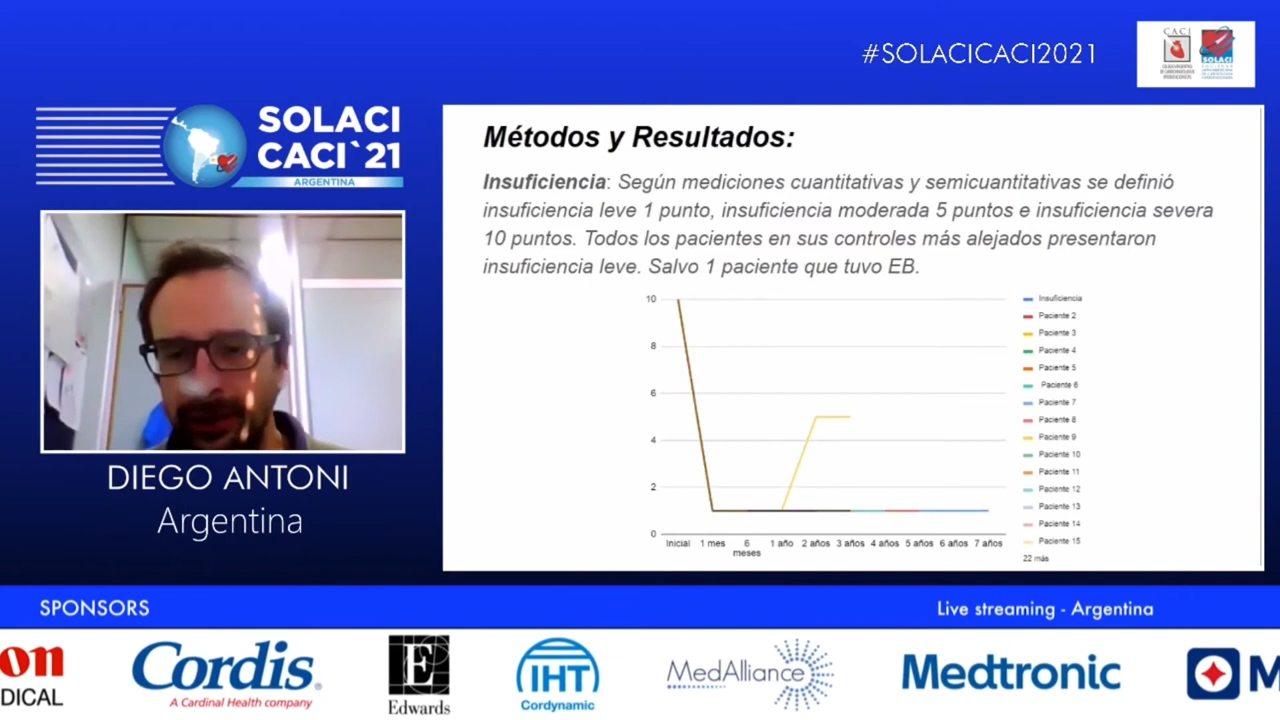 #SOLACICACI2021
CACI
SOLACI
SOLACI
CACI`21
ARGENTINA
DIEGO ANTONI
Argentina
Métodos y Resultados:
Insuficiencia: Según mediciones cuantitativas y semicuantitativas se definió
insuficiencia leve 1 punto, insuficiencia moderada 5 puntos e insuficiencia severa
10 puntos. Todos los pacientes en sus controles más alejados presentaron
insuficiencia leve. Salvo 1 paciente que tuvo EB.
10
8
6
4
2
0
Inicial 1 mes 6 meses 1 año 2 años 3 años 4 años 5 años 6 años 7 años
Insuficiencia
Paciente 2
Paciente 3
Paciente 4
Paciente 5
Paciente 6
Paciente 7
Paciente 8
Paciente 9
Paciente 10
Paciente 11
Paciente 12
Paciente 13
Paciente 14
Paciente 15
22 más
SPONSORS
Live streaming - Argentina
on
DICAL
Cordis
A Cardinal Health company
E
Edwards
IHT
Cordynamic
MedAlliance
Medtronic
M